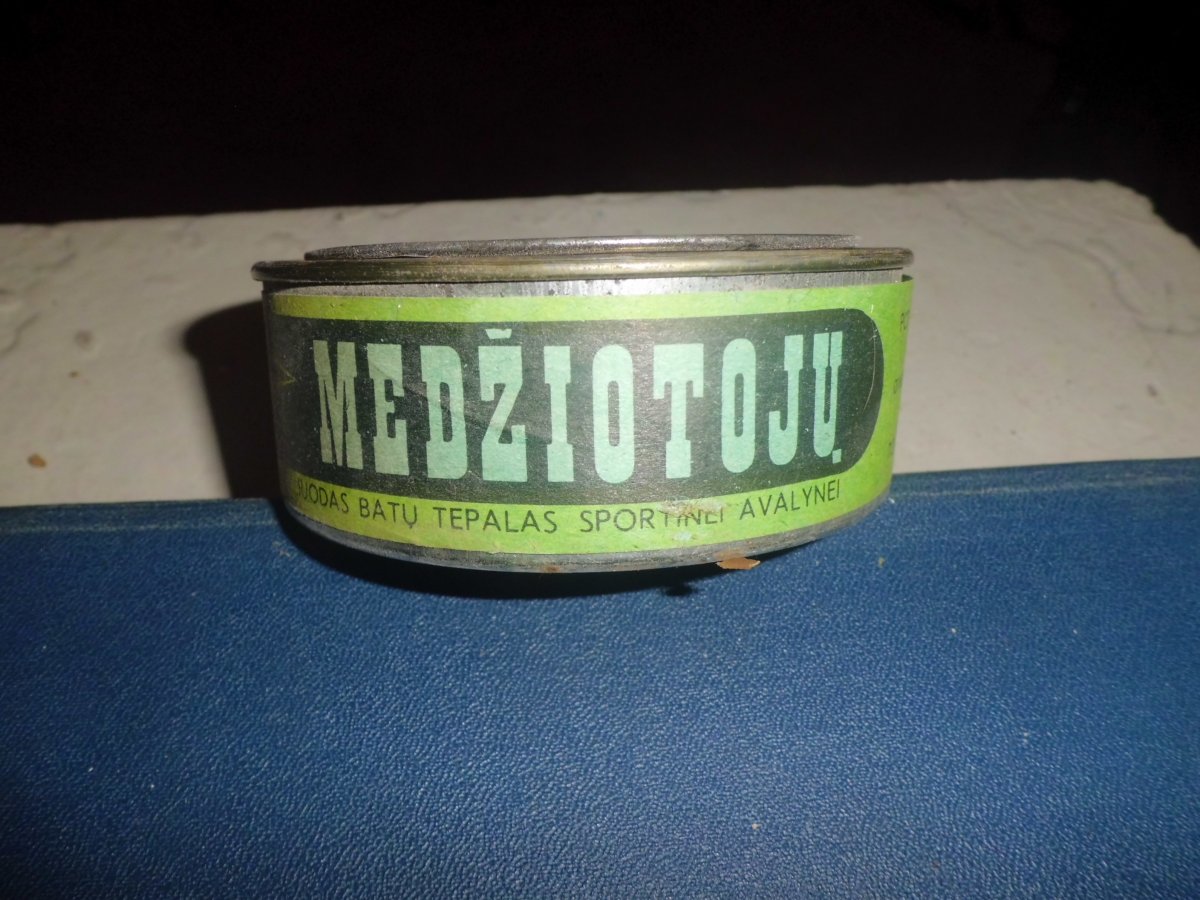 MEDŽIOTOJŲ
JUODAS BATŲ TEPALAS SPORTINEI AVALYNEI